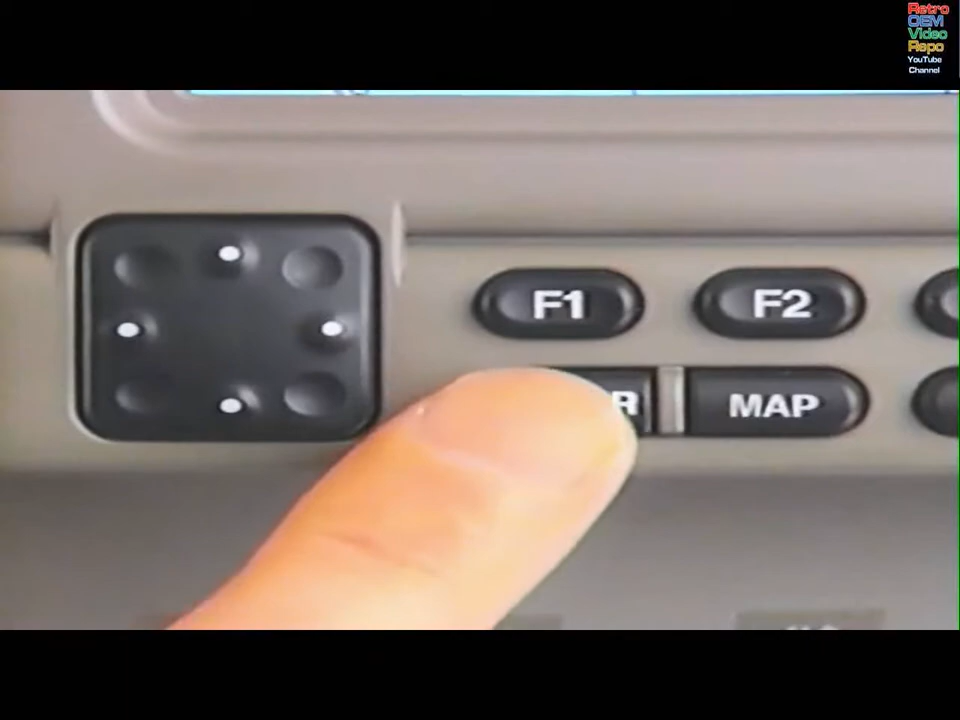 Retro
OEM
Video
Repo
YouTube
Channel
F1
F2
R
MAP